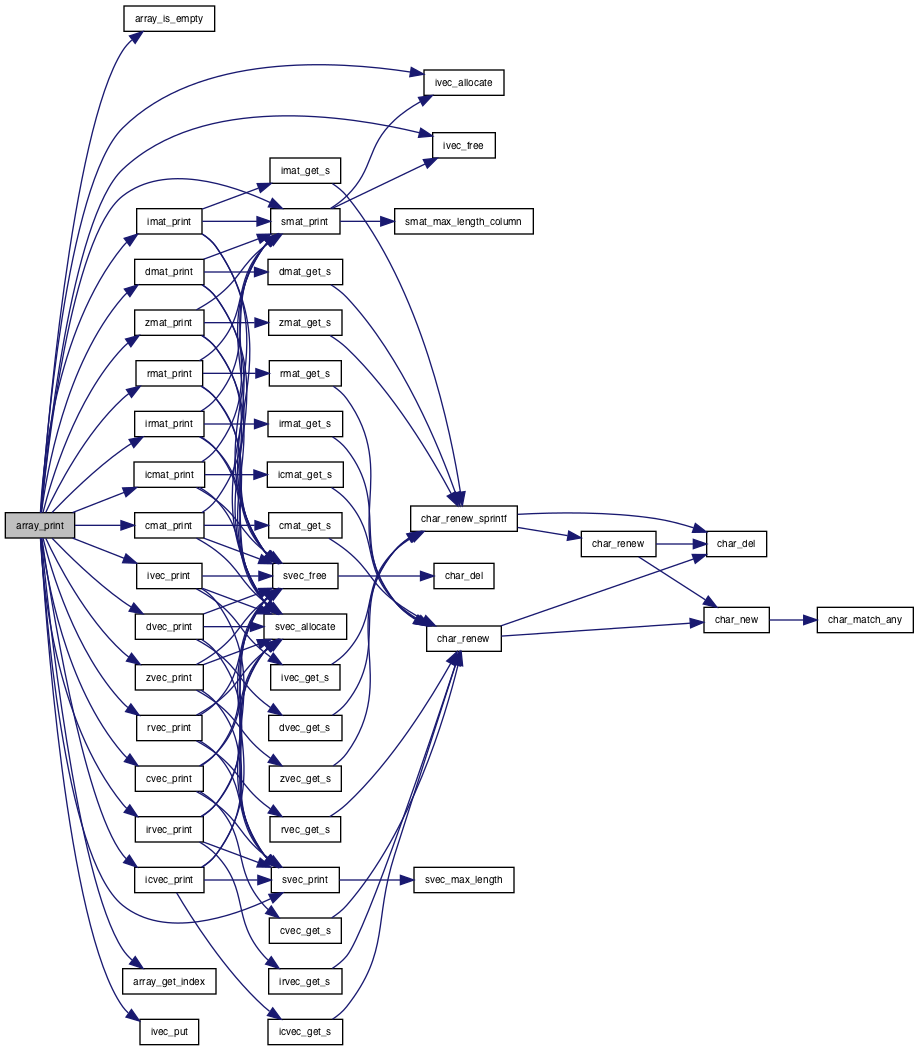 array_is_empty
ivec_allocate
ivec_free
imat_get_s
imat_print
smat_print
smat_max_length_column
dmat_print
dmat_get_s
zmat_print
zmat_get_s
rmat_print
rmat_get_s
irmat_print
irmat_get_s
icmat_print
icmat_get_s
array_print
cmat_print
cmat_get_s
char_renew_sprintf
char_renew
char_del
ivec_print
svec_free
char_del
char_new
char_match_any
dvec_print
svec_allocate
char_renew
zvec_print
ivec_get_s
rvec_print
dvec_get_s
cvec_print
zvec_get_s
irvec_print
rvec_get_s
icvec_print
svec_print
svec_max_length
cvec_get_s
array_get_index
irvec_get_s
ivec_put
icvec_get_s